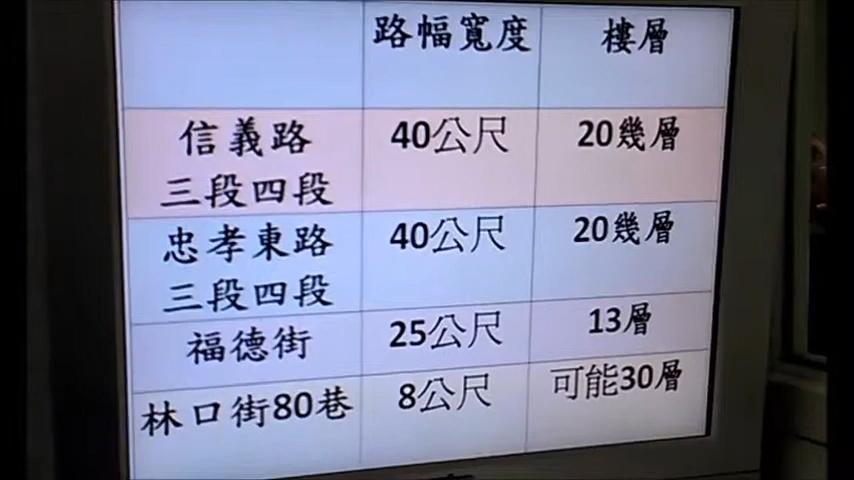 路幅寬度 樓層
信義路
三段四段 40公尺 20幾層
忠孝東路
三段四段 40公尺 20幾層
福德街 25公尺 13層
林口街80巷 8公尺 可能30層